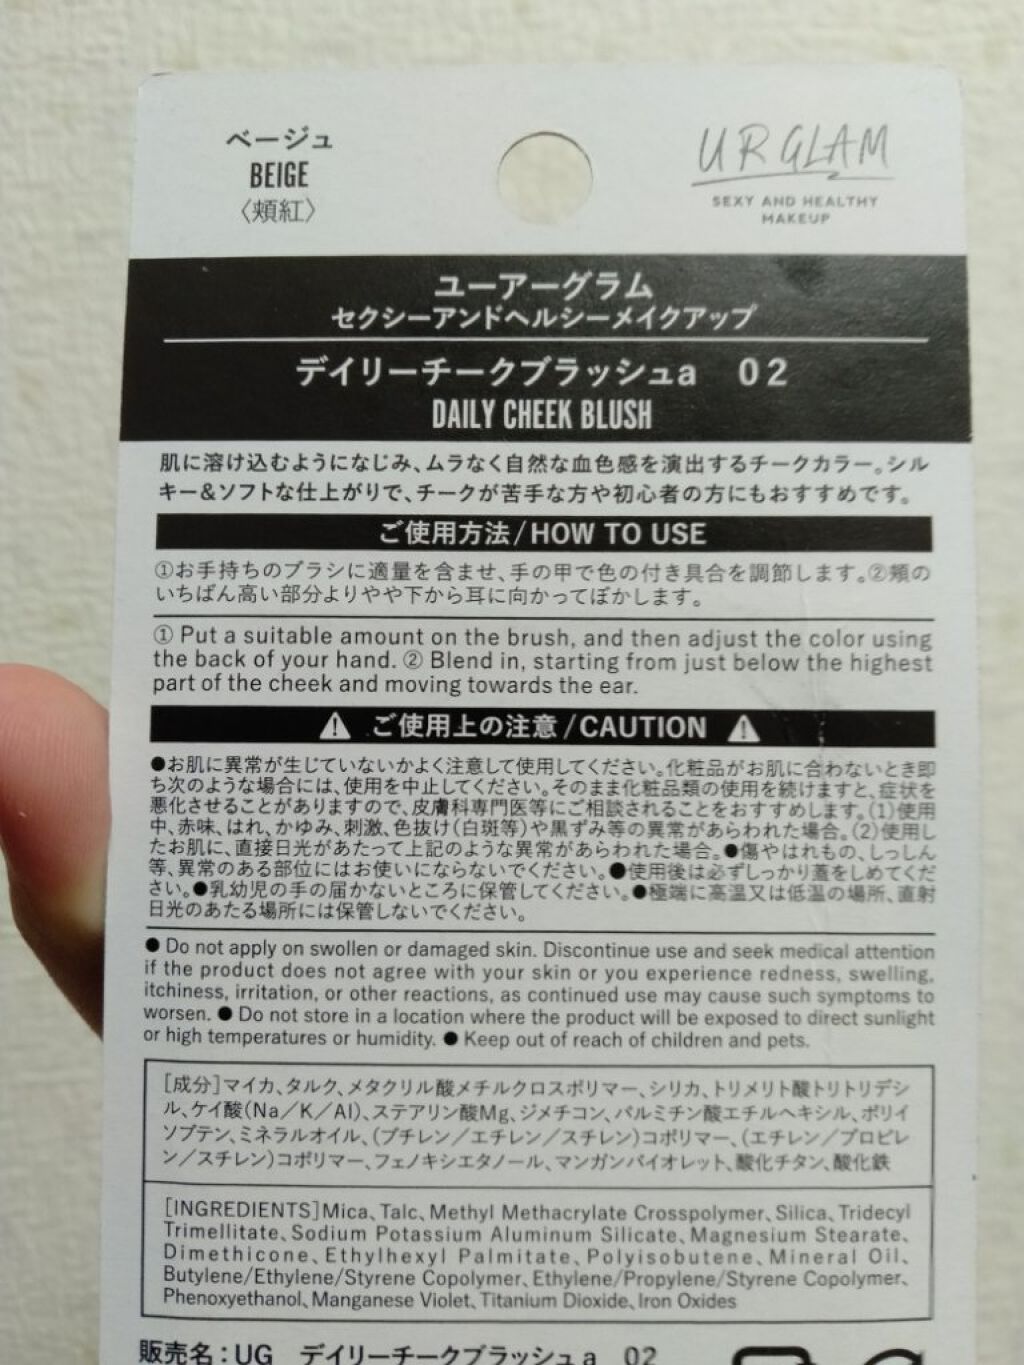 ベージュ
BEIGE
〈頬紅〉
UR GLAM
SEXY AND HEALTHY
MAKEUP
ユーアーグラム
セクシーアンドヘルシーメイクアップ
デイリーチークブラッシュa　02
DAILY CHEEK BLUSH
肌に溶け込むようになじみ、ムラなく自然な血色感を演出するチークカラー。シル
キー&ソフトな仕上がりで、チークが苦手な方や初心者の方にもおすすめです。
ご使用方法/HOW TO USE
①お手持ちのブラシに適量を含ませ、手の甲で色の付き具合を調節します。②頬の
いちばん高い部分よりやや下から耳に向かってぼかします。
① Put a suitable amount on the brush, and then adjust the color using
the back of your hand. ② Blend in, starting from just below the highest
part of the cheek and moving towards the ear.
⚠ ご使用上の注意/CAUTION ⚠
●お肌に異常が生じていないかよく注意して使用してください。化粧品がお肌に合わないとき即
ち次のような場合には、使用を中止してください。そのまま化粧品類の使用を続けますと、症状を
悪化させることがありますので、皮膚科専門医等にご相談されることをおすすめします。(1)使用
中、赤味、はれ、かゆみ、刺激、色抜け(白斑等)や黒ずみ等の異常があらわれた場合。(2)使用し
たお肌に、直接日光があたって上記のような異常があらわれた場合。●傷やはれもの、しっしん
等、異常のある部位にはお使いにならないでください。●使用後は必ずしっかり蓋をしめてくだ
さい。●乳幼児の手の届かないところに保管してください。●極端に高温又は低温の場所、直射
日光のあたる場所には保管しないでください。
● Do not apply on swollen or damaged skin. Discontinue use and seek medical attention
if the product does not agree with your skin or you experience redness, swelling,
itchiness, irritation, or other reactions, as continued use may cause such symptoms to
worsen. ● Do not store in a location where the product will be exposed to direct sunlight
or high temperatures or humidity. ● Keep out of reach of children and pets.
[成分]マイカ、タルク、メタクリル酸メチルクロスポリマー、シリカ、トリメリト酸トリトリデシ
ル、ケイ酸(Na／K／Al)、ステアリン酸Mg、ジメチコン、パルミチン酸エチルヘキシル、ポリイ
ソブテン、ミネラルオイル、(ブチレン／エチレン／スチレン)コポリマー、(エチレン／プロピレ
ン／スチレン)コポリマー、フェノキシエタノール、マンガンバイオレット、酸化チタン、酸化鉄
[INGREDIENTS]Mica、Talc、Methyl Methacrylate Crosspolymer、Silica、Tridecyl
Trimellitate、Sodium Potassium Aluminum Silicate、Magnesium Stearate、
Dimethicone、Ethylhexyl Palmitate、Polyisobutene、Mineral Oil、
Butylene/Ethylene/Styrene Copolymer、Ethylene/Propylene/Styrene Copolymer、
Phenoxyethanol、Manganese Violet、Titanium Dioxide、Iron Oxides
販売名：UG　デイリーチークブラッシュa　02